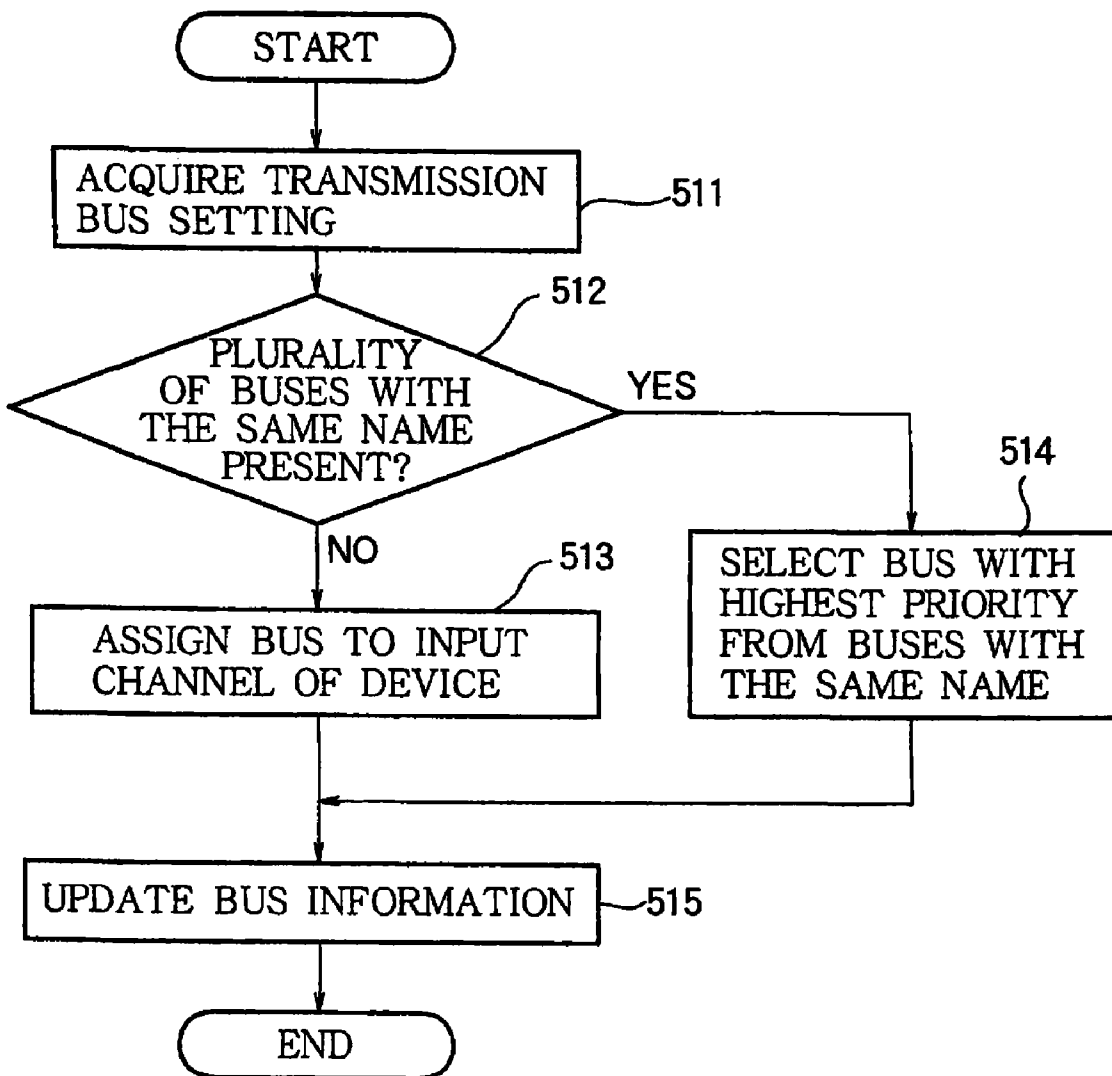 START
ACQUIRE TRANSMISSION
BUS SETTING
511
512
PLURALITY
OF BUSES WITH
THE SAME NAME
PRESENT?
YES
NO
513
514
ASSIGN BUS TO INPUT
CHANNEL OF DEVICE
SELECT BUS WITH
HIGHEST PRIORITY
FROM BUSES WITH
THE SAME NAME
UPDATE BUS INFORMATION
515
END